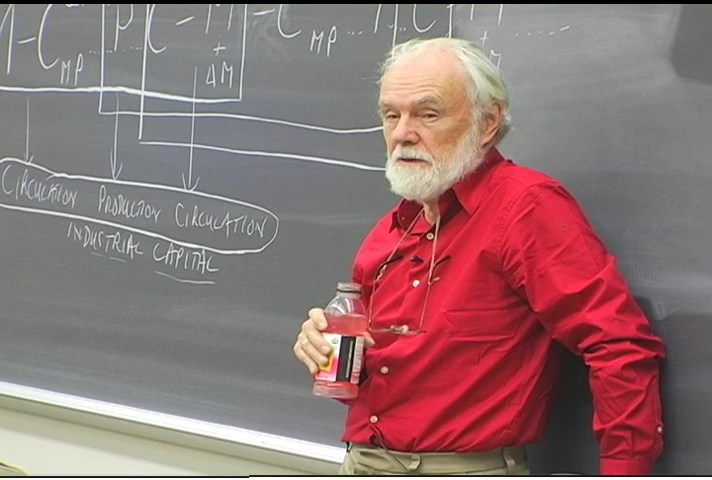 C MP ... P ... C - M - C MP ... C M
+ +
ΔM
CIRCULATION PRODUCTION CIRCULATION
INDUSTRIAL CAPITAL